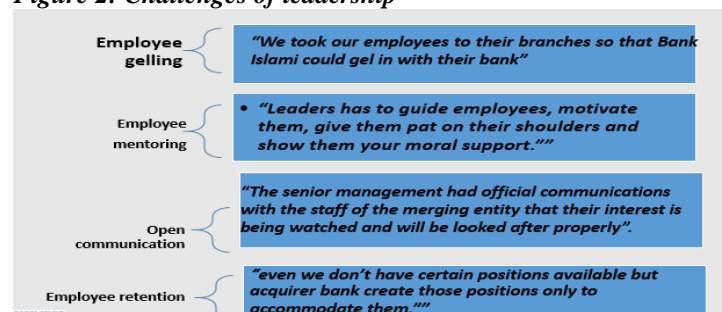 Figure 2: Challenges of leadership
Employee
gelling
“We took our employees to their branches so that Bank
Islami could gel in with their bank”
Employee
mentoring
• “Leaders has to guide employees, motivate
them, give them pat on their shoulders and
show them your moral support.””
Open
communication
“The senior management had official communications
with the staff of the merging entity that their interest is
being watched and will be looked after properly”.
Employee retention
“even we don’t have certain positions available but
acquirer bank create those positions only to
accommodate them.””